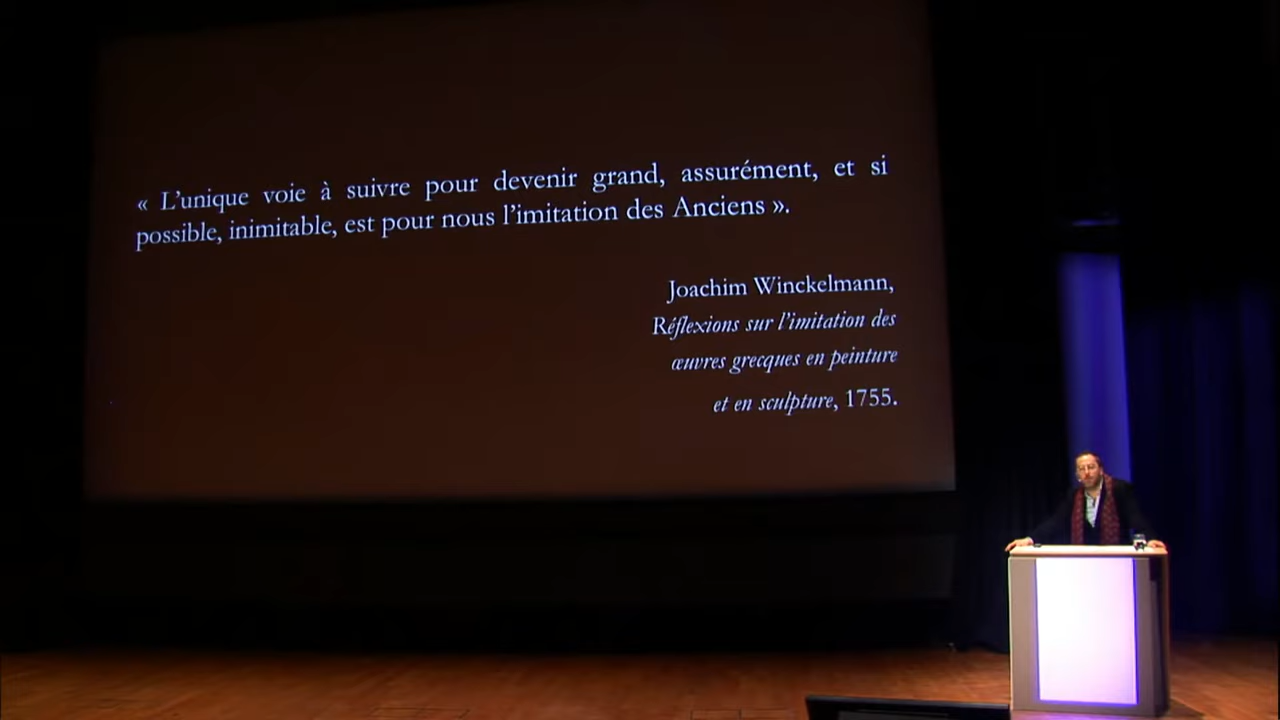 « L’unique voie à suivre pour devenir grand, assurément, et si
possible, inimitable, est pour nous l’imitation des Anciens ».
Joachim Winckelmann,
Réflexions sur l’imitation des
œuvres grecques en peinture
et en sculpture, 1755.